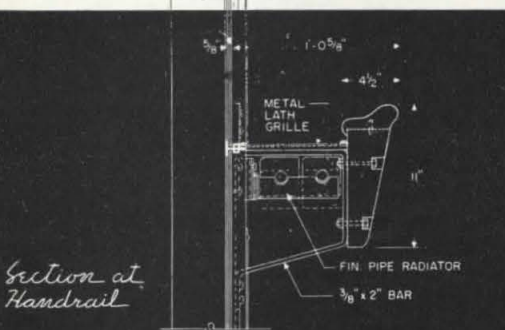 5/8"
1'-0 5/8"
4 1/2"
METAL
LATH
GRILLE
11"
FIN. PIPE RADIATOR
3/8" x 2" BAR
Section at
Handrail